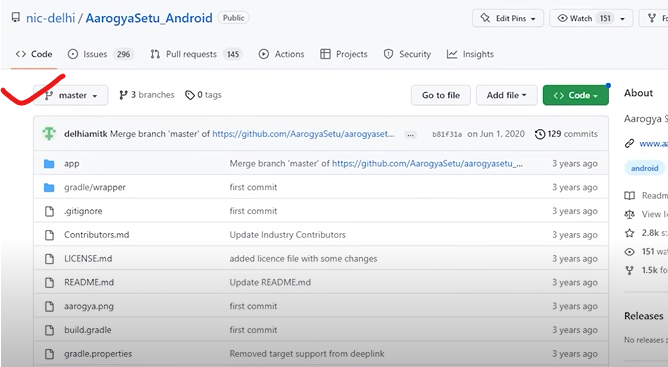 nic-delhi / AarogyaSetu_Android Public
Edit Pins Watch 151
Code Issues 296 Pull requests 145 Actions Projects Security Insights
master 3 branches 0 tags Go to file Add file Code
About
delhiamitk Merge branch 'master' of https://github.com/AarogyaSetu/aarogyaset... ... b81f31a on Jun 1, 2020 129 commits
Aarogya S
app Merge branch 'master' of https://github.com/AarogyaSetu/aarogyasetu_... 3 years ago
gradle/wrapper first commit 3 years ago
android
.gitignore first commit 3 years ago
Readm
Contributors.md Update Industry Contributors 3 years ago
View li
2.8k s
LICENSE.md added licence file with some changes 3 years ago
151 wat
README.md Update README.md 3 years ago
1.5k fo
aarogya.png first commit 3 years ago
Releases
build.gradle first commit 3 years ago
No releases p
gradle.properties Removed target support from deeplink 3 years ago